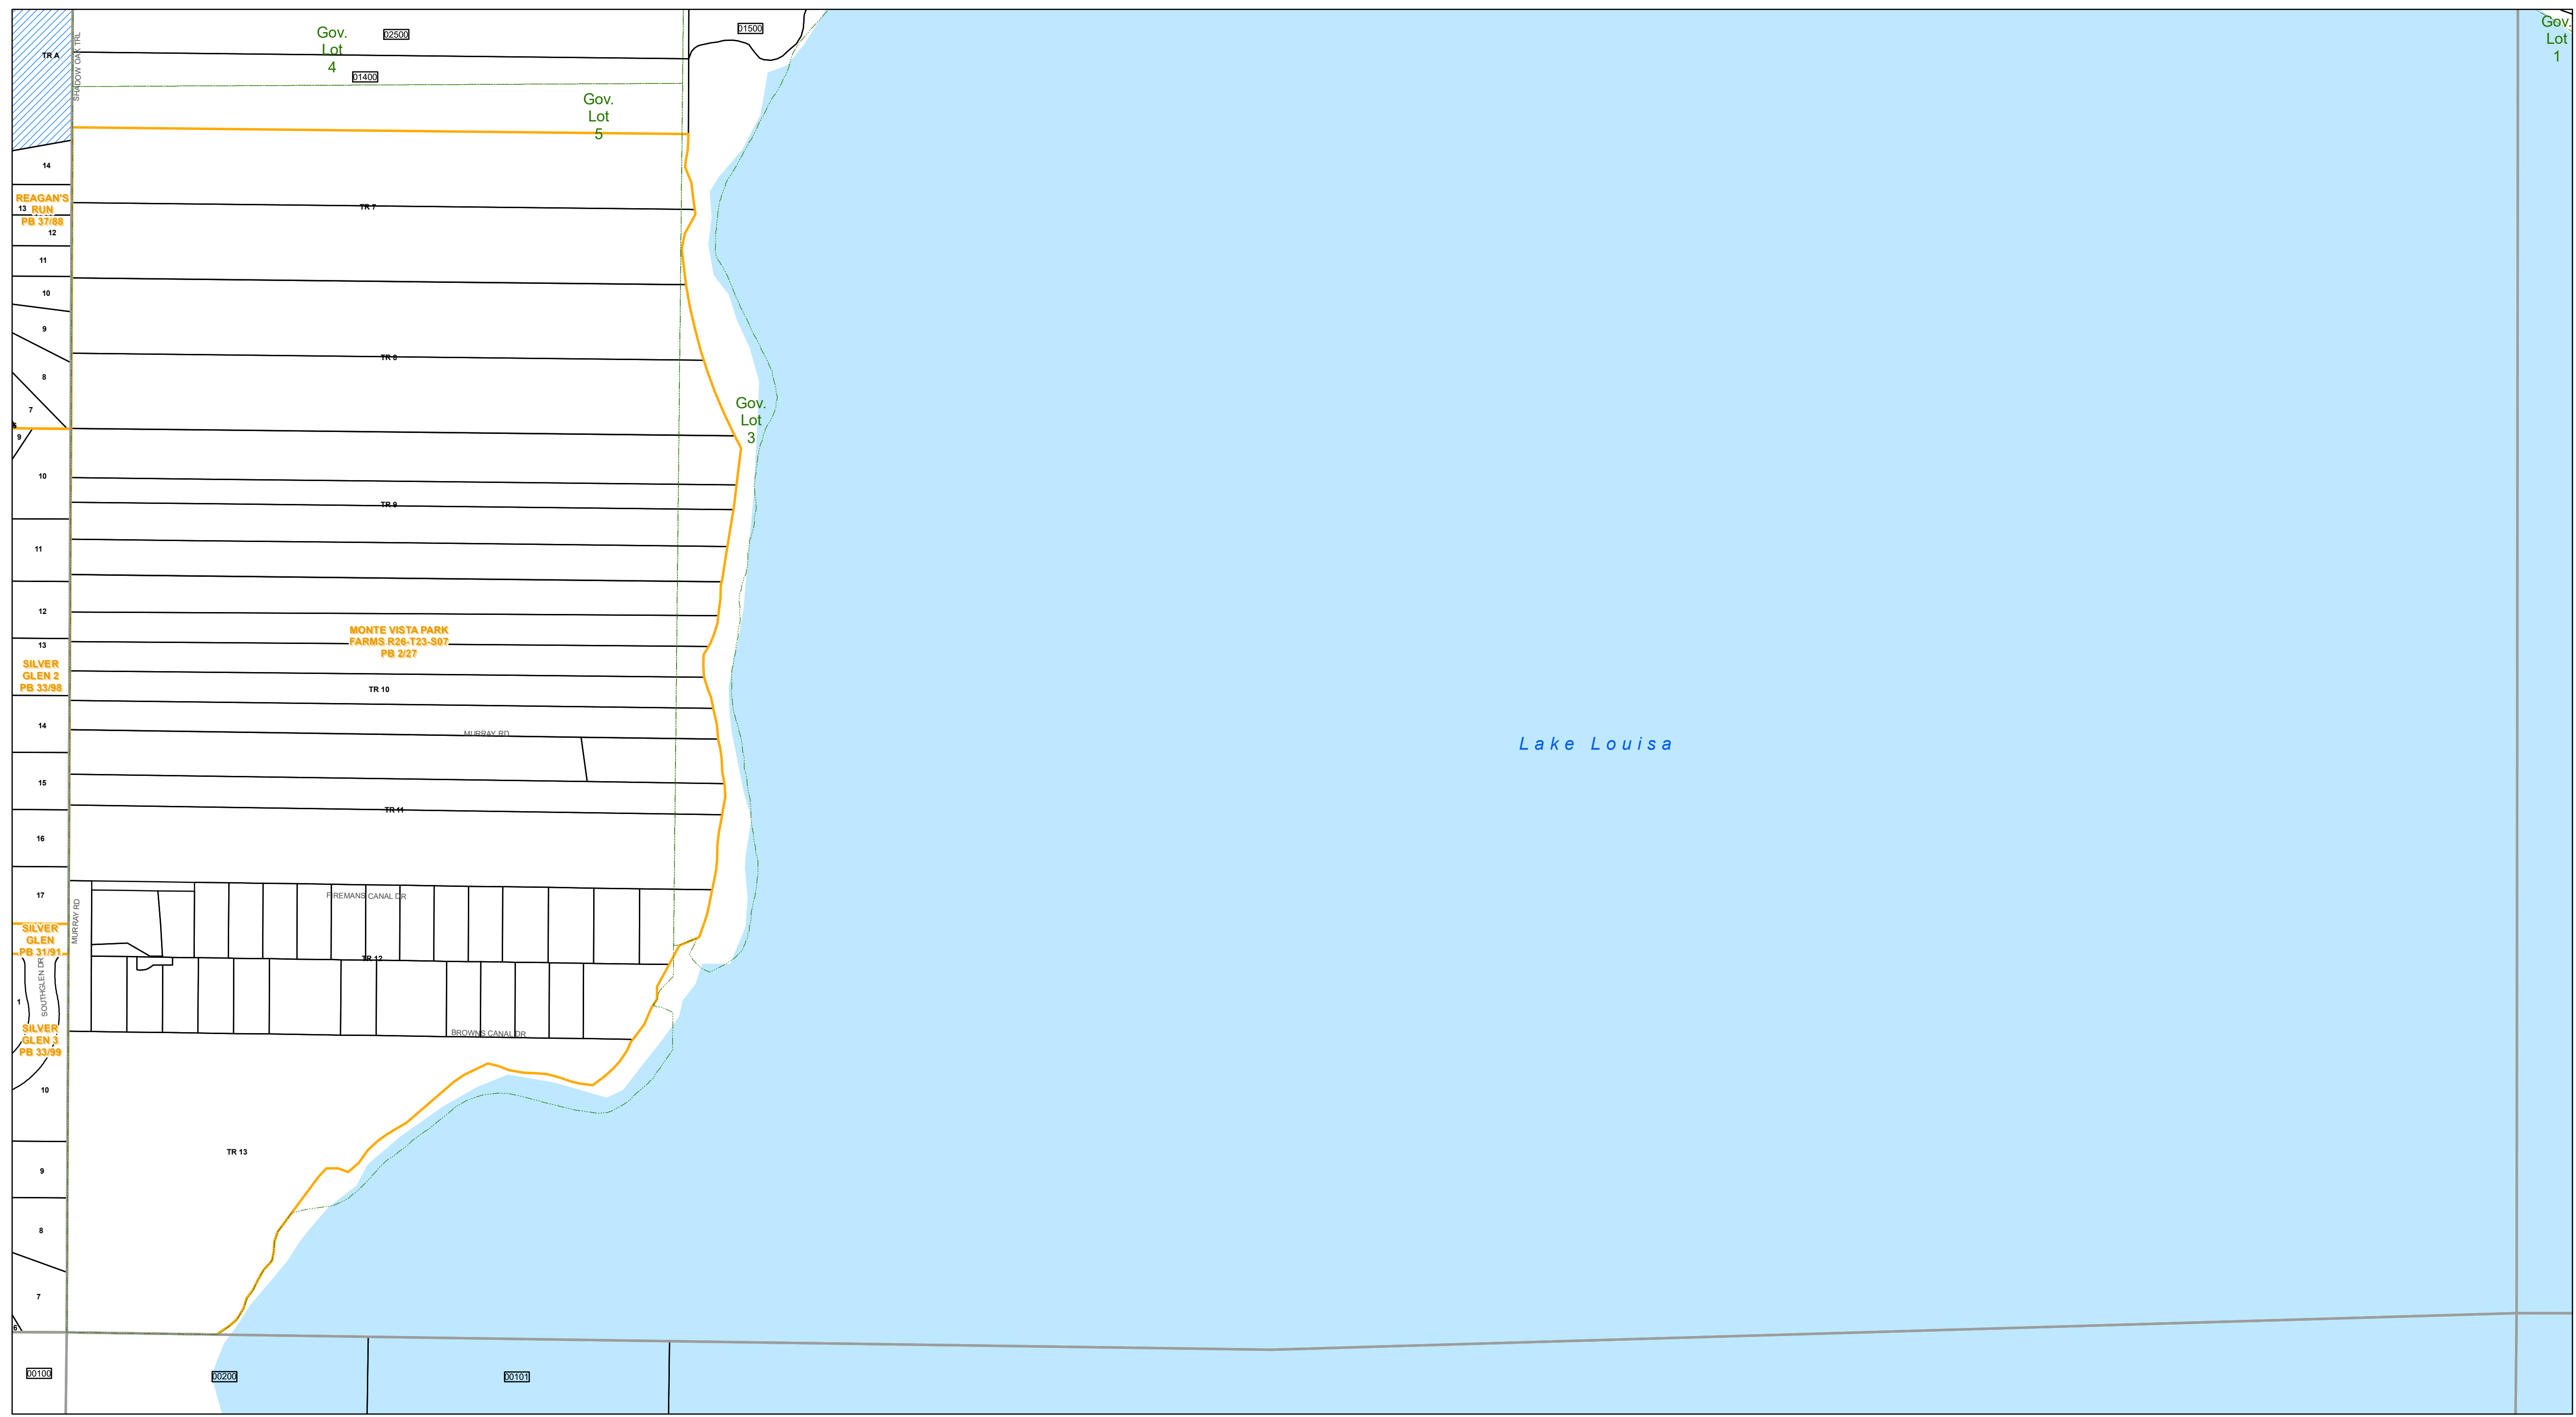 Gov.
Lot
4
02500
01500
Gov.
Lot
1
TR A
SHADOW OAK TRL
01400
Gov.
Lot
5
14
REAGAN'S
13 RUN
PB 37/88
12
TR 7
11
10
9
TR 8
8
7
Gov.
Lot
3
9
10
TR 9
11
12
MONTE VISTA PARK
FARMS R26-T23-S07
PB 2/27
13
SILVER
GLEN 2
PB 33/98
TR 10
14
MURRAY RD
Lake Louisa
15
TR 11
16
17
FIREMANS CANAL DR
MURRAY RD
SILVER
GLEN
PB 31/91
TR 12
SOUTHGLEN DR
1
SILVER
GLEN 3
PB 33/99
BROWNS CANAL DR
10
TR 13
9
8
7
6
00100
00200
00101